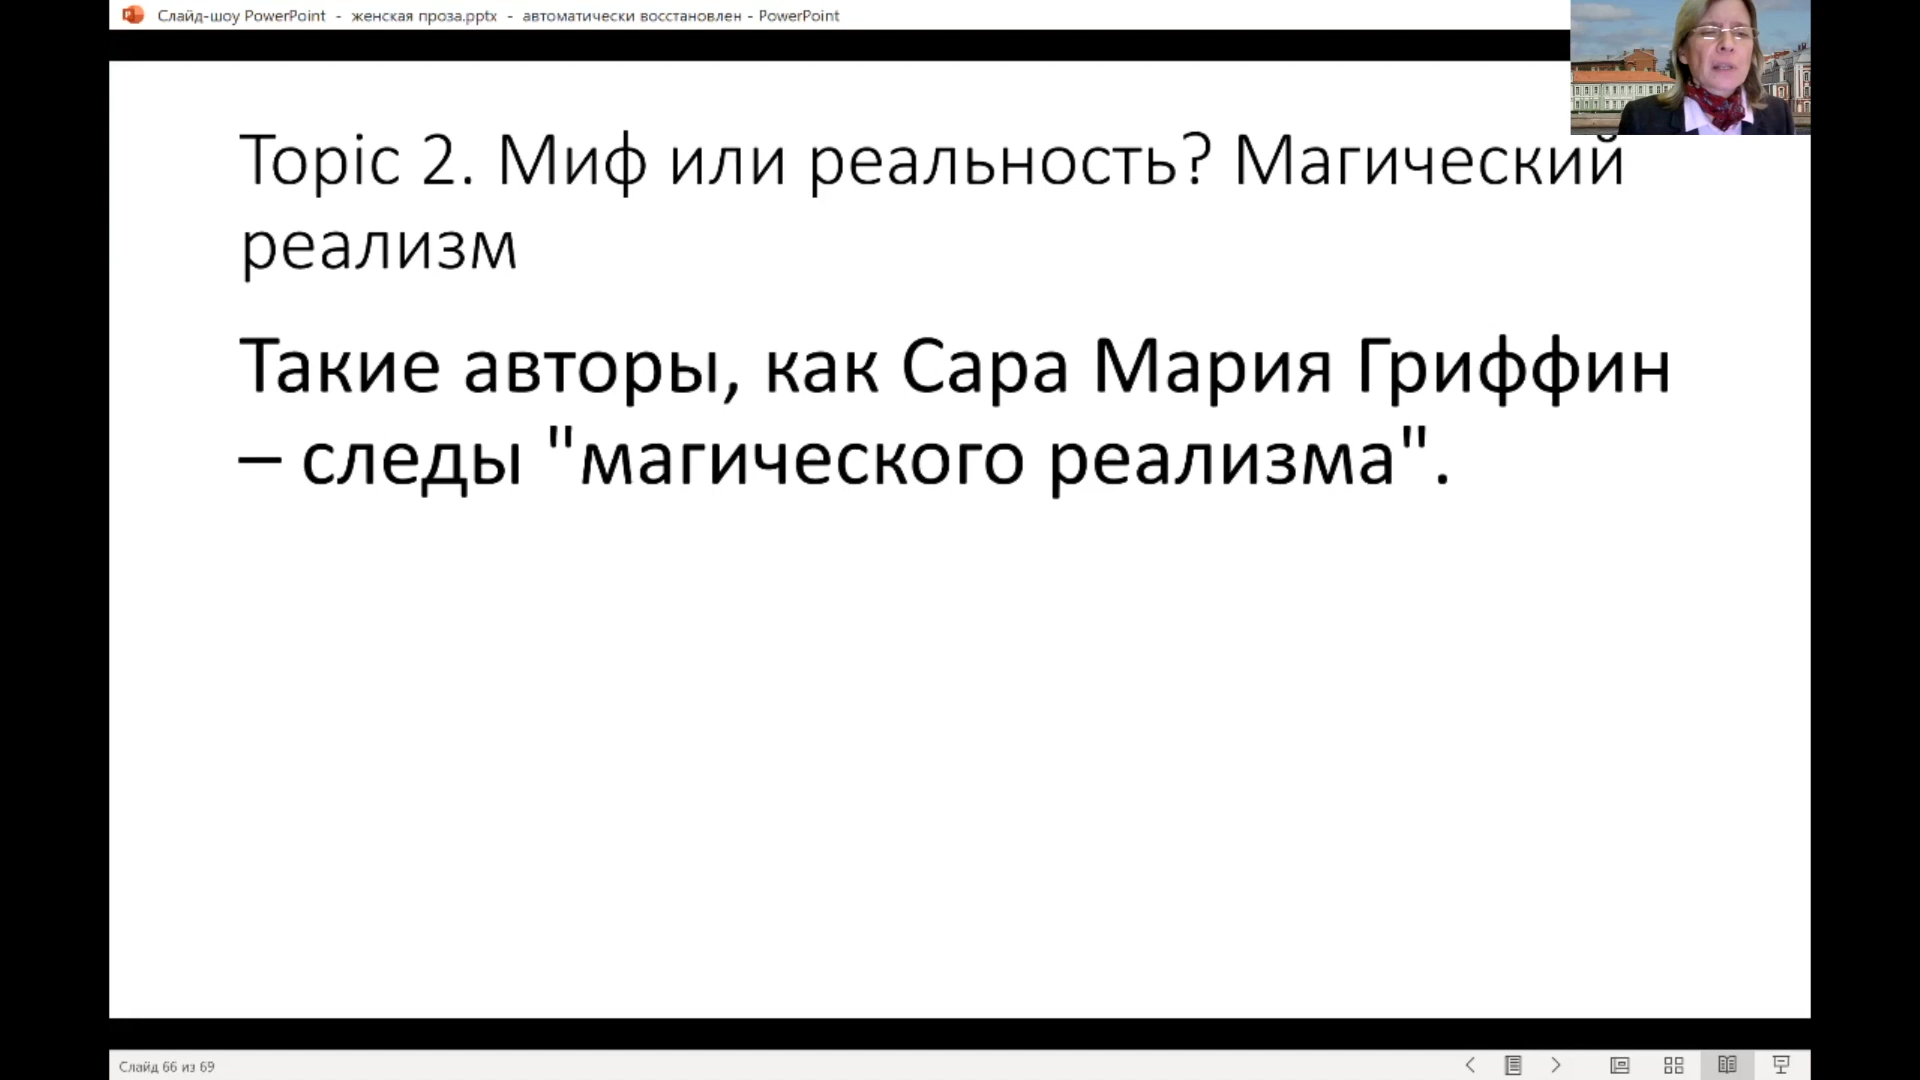 Слайд-шоу PowerPoint - женская проза.pptx - автоматически восстановлен - PowerPoint
Topic 2. Миф или реальность? Магический
реализм
Такие авторы, как Сара Мария Гриффин
– следы "магического реализма".
Слайд 66 из 69